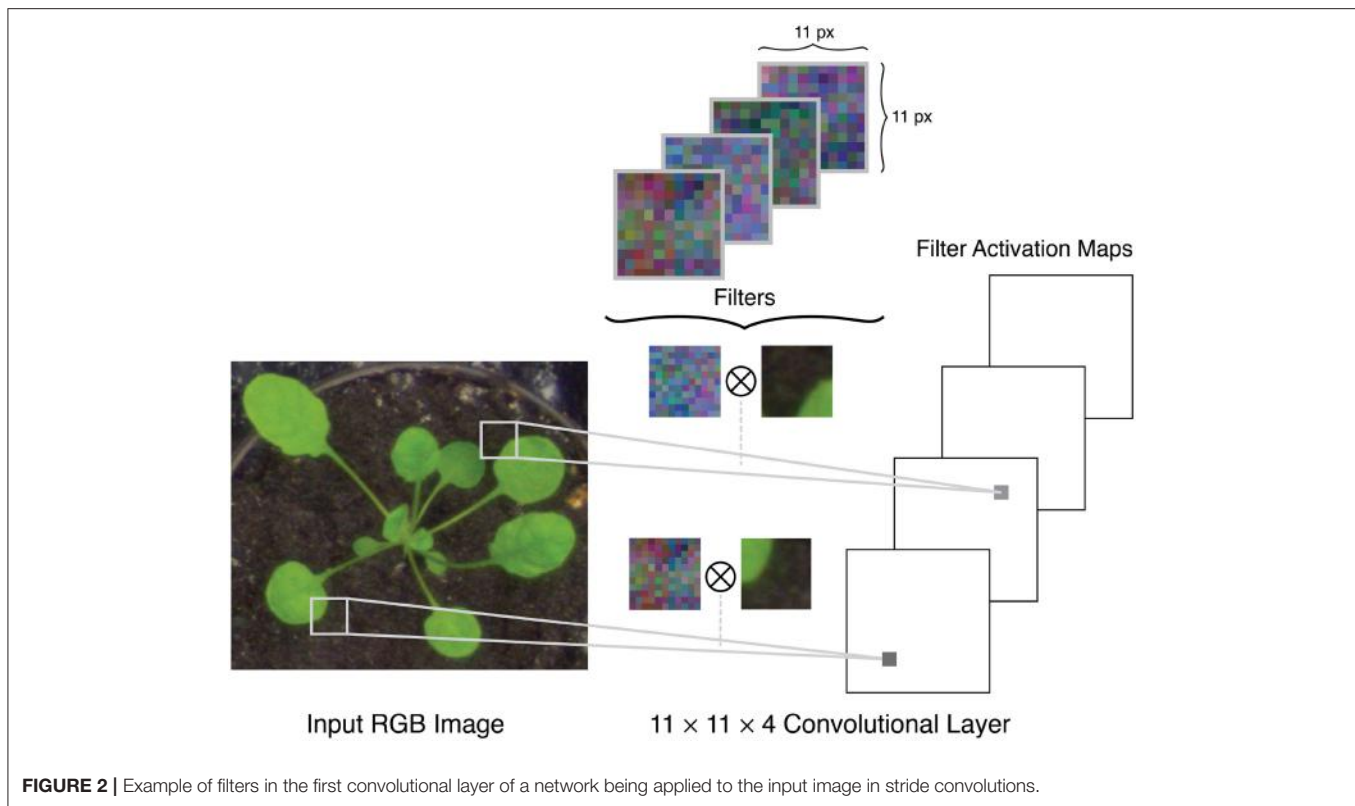 11 px
11 px
Filter Activation Maps
Filters
Input RGB Image
11 × 11 × 4 Convolutional Layer
FIGURE 2 | Example of filters in the first convolutional layer of a network being applied to the input image in stride convolutions.